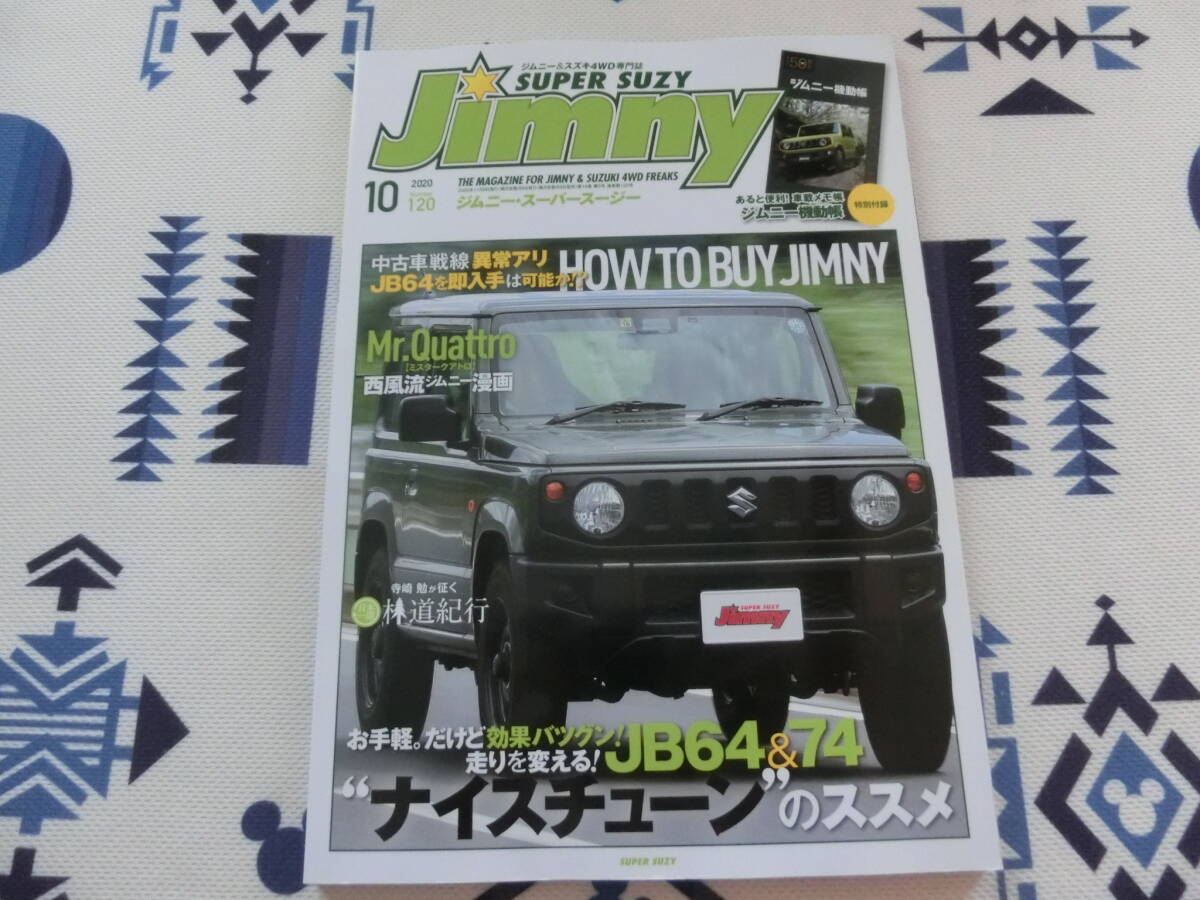 ジムニー&スズキ4WD専門誌
SUPER SUZY
Jimny
THE MAGAZINE FOR JIMNY & SUZUKI 4WD FREAKS
10
2020
number
120
ジムニー・スーパースージー
ジムニー機動帳
あると便利!車載メモ帳
ジムニー機動帳
特別付録
中古車戦線異常アリ
JB64を即入手は可能か!?
HOW TO BUY JIMNY
Mr.Quattro
[ミスタークアトロ]
西風流ジムニー漫画
寺崎 勉が征く
林道紀行
SUPER SUZY
Jimny
お手軽。だけど効果バツグン!
走りを変える!
JB64&74
“ナイスチューン”のススメ
SUPER SUZY